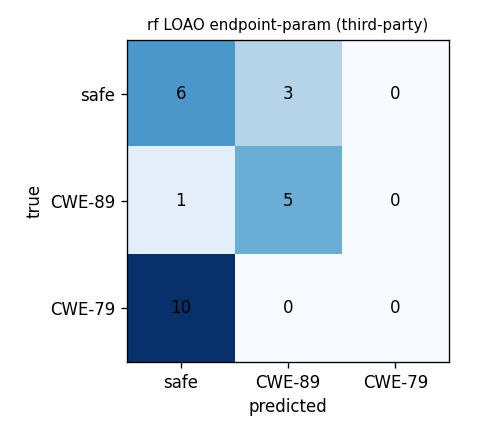 rf LOAO endpoint-param (third-party)
true
safe 6 3 0
CWE-89 1 5 0
CWE-79 10 0 0
safe CWE-89 CWE-79
predicted